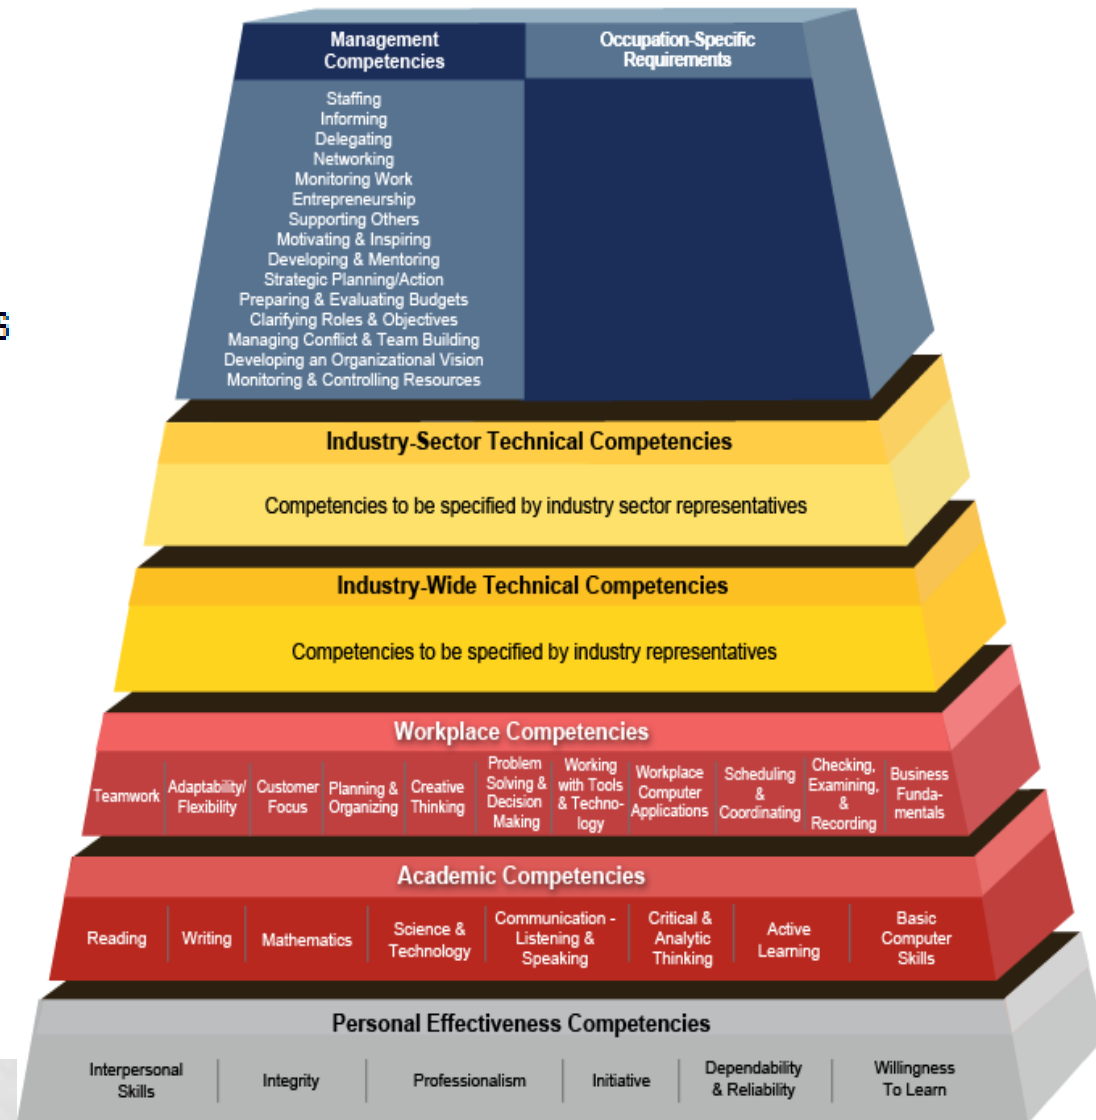 Management
Competencies
Occupation-Specific
Requirements
Staffing
Informing
Delegating
Networking
Monitoring Work
Entrepreneurship
Supporting Others
Motivating & Inspiring
Developing & Mentoring
Strategic Planning/Action
Preparing & Evaluating Budgets
Clarifying Roles & Objectives
Managing Conflict & Team Building
Developing an Organizational Vision
Monitoring & Controlling Resources
Industry-Sector Technical Competencies
Competencies to be specified by industry sector representatives
Industry-Wide Technical Competencies
Competencies to be specified by industry representatives
Workplace Competencies
Teamwork
Adaptability/
Flexibility
Customer
Focus
Planning &
Organizing
Creative
Thinking
Problem
Solving &
Decision
Making
Working
with Tools
& Techno-
logy
Workplace
Computer
Applications
Scheduling
&
Coordinating
Checking,
Examining,
&
Recording
Business
Funda-
mentals
Academic Competencies
Reading
Writing
Mathematics
Science &
Technology
Communication -
Listening &
Speaking
Critical &
Analytic
Thinking
Active
Learning
Basic
Computer
Skills
Personal Effectiveness Competencies
Interpersonal
Skills
Integrity
Professionalism
Initiative
Dependability
& Reliability
Willingness
To Learn